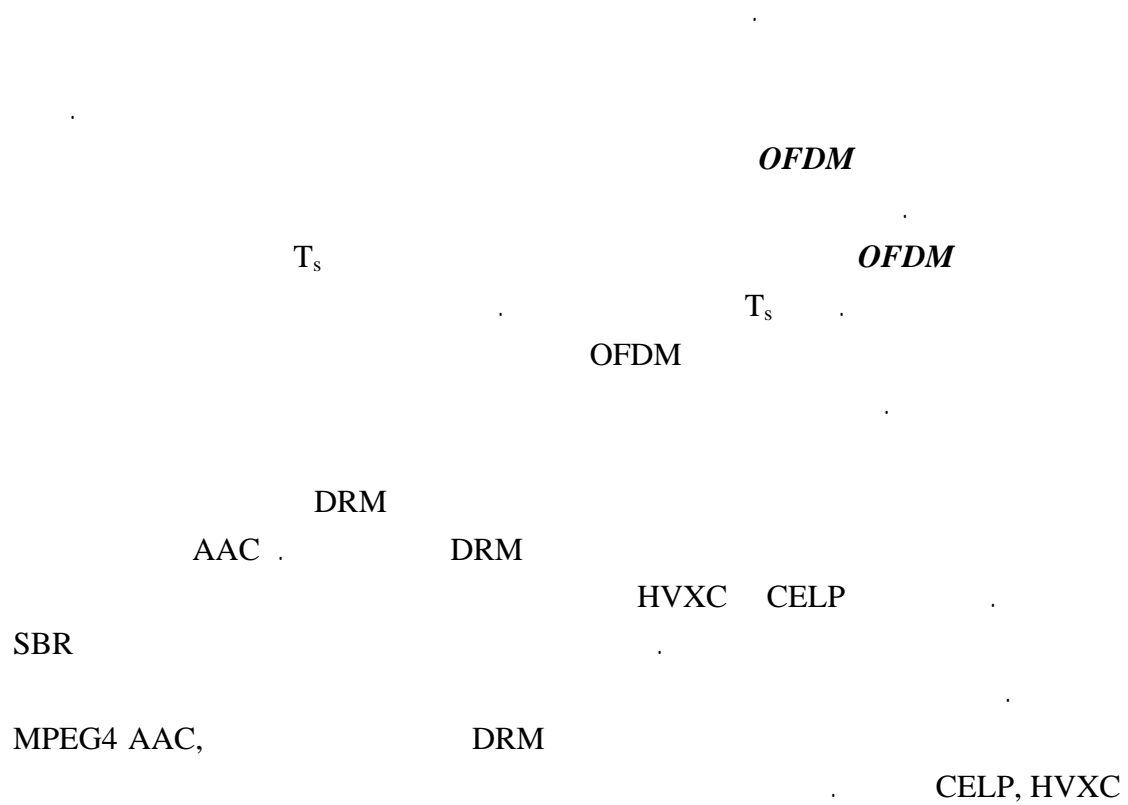 .
.
OFDM
.
Tₛ OFDM
. Tₛ .
OFDM
.
DRM
AAC . DRM
HVXC CELP .
SBR .
.
MPEG4 AAC, DRM
. CELP, HVXC